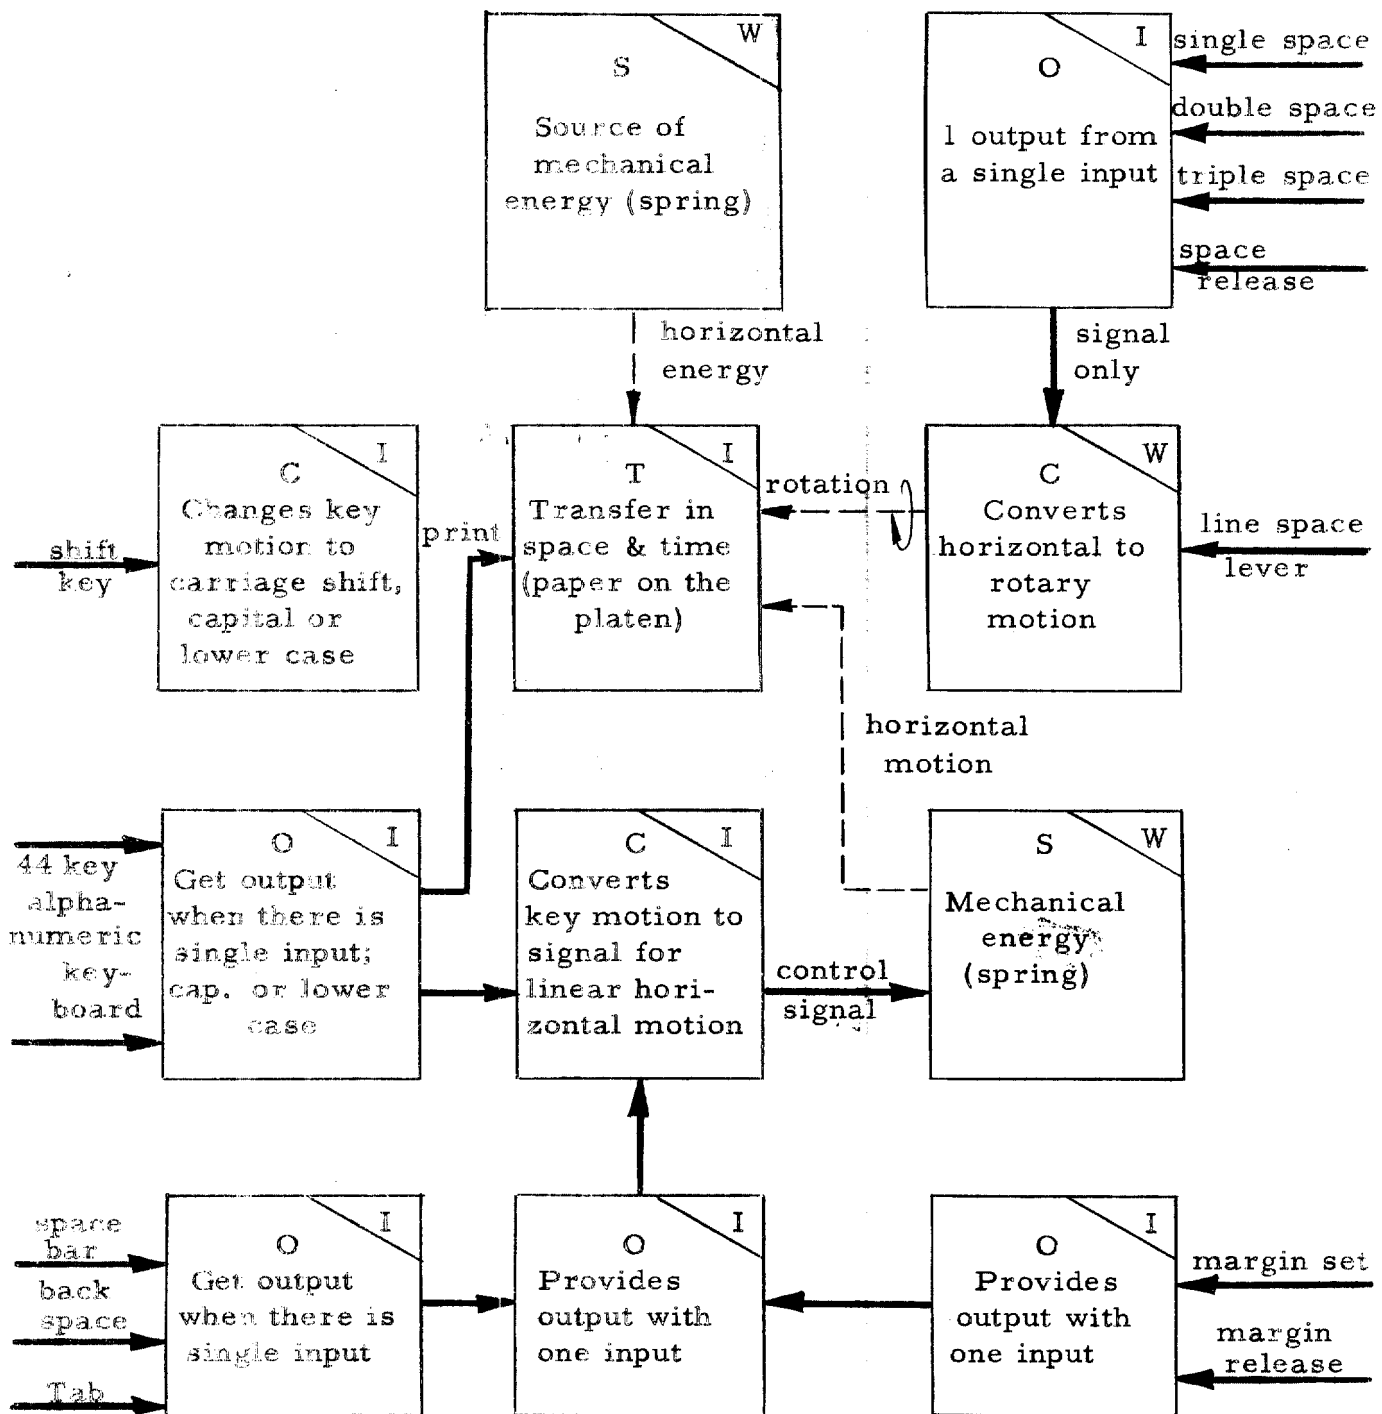 W
S
Source of
mechanical
energy (spring)
I
O
1 output from
a single input
single space
double space
triple space
space
release
horizontal
energy
signal
only
I
C
Changes key
motion to
carriage shift,
capital or
lower case
shift
key
print
I
T
Transfer in
space & time
(paper on the
platen)
rotation
W
C
Converts
horizontal to
rotary
motion
line space
lever
horizontal
motion
44 key
alpha-
numeric
key-
board
I
O
Get output
when there is
single input;
cap. or lower
case
I
C
Converts
key motion to
signal for
linear hori-
zontal motion
control
signal
W
S
Mechanical
energy
(spring)
space
bar
back
space
Tab
I
O
Get output
when there is
single input
I
O
Provides
output with
one input
I
O
Provides
output with
one input
margin set
margin
release